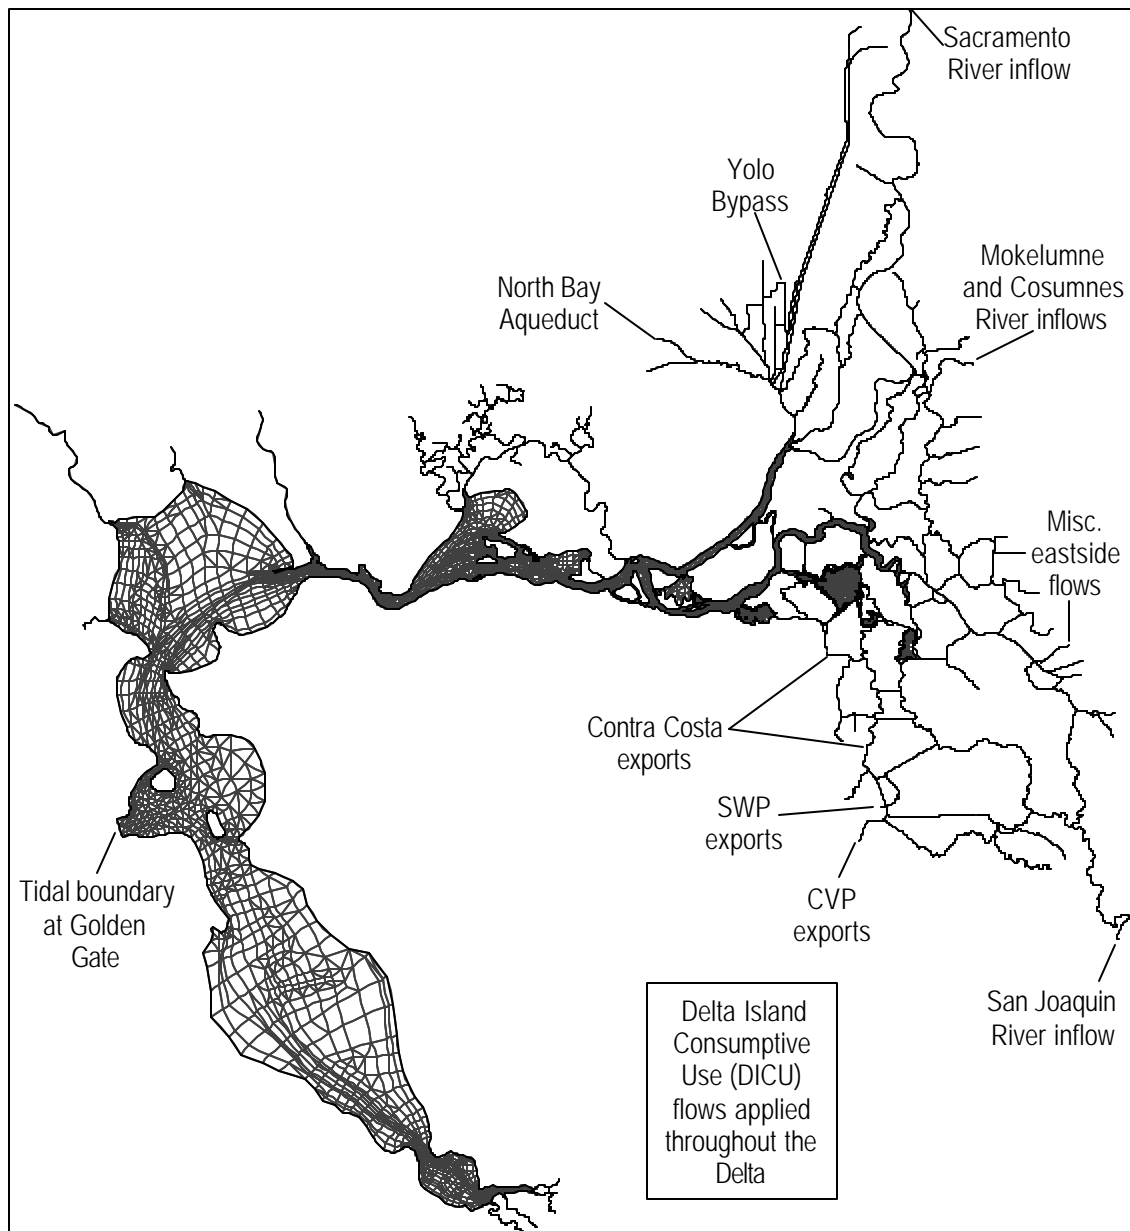 Sacramento
River inflow
Yolo
Bypass
Mokelumne
and Cosumnes
River inflows
North Bay
Aqueduct
Misc.
eastside
flows
Contra Costa
exports
SWP
exports
CVP
exports
Tidal boundary
at Golden
Gate
San Joaquin
River inflow
Delta Island
Consumptive
Use (DICU)
flows applied
throughout the
Delta